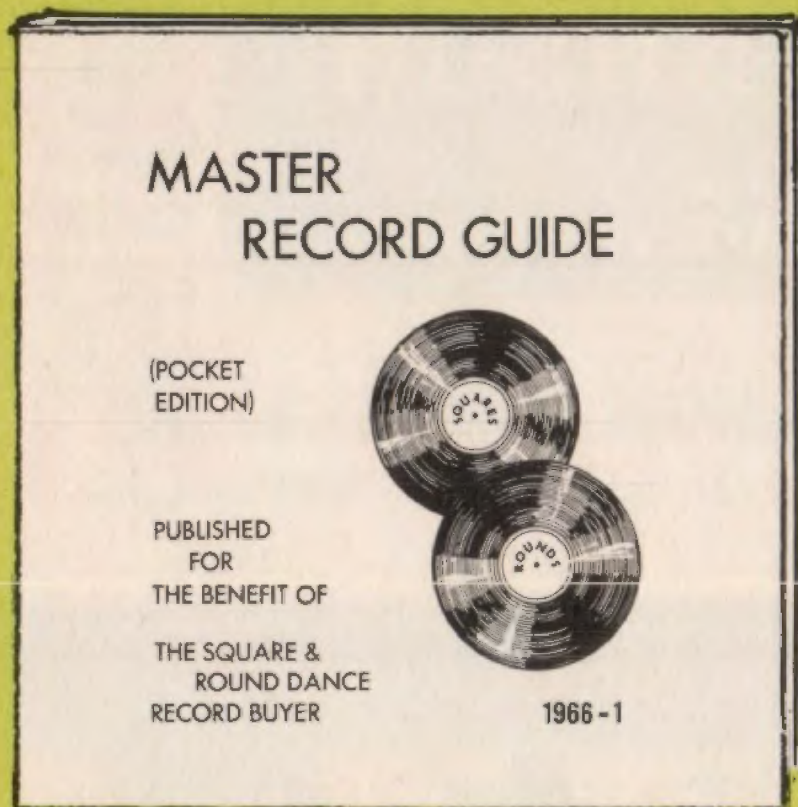 MASTER
RECORD GUIDE
(POCKET
EDITION)
SQUARES
ROUNDS
PUBLISHED
FOR
THE BENEFIT OF
THE SQUARE &
ROUND DANCE
RECORD BUYER
1966-1